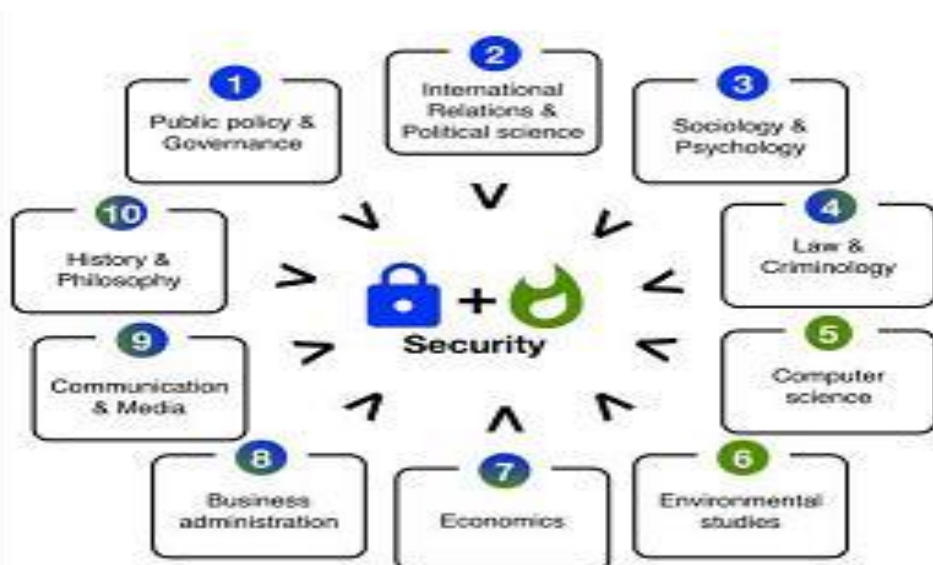 1
Public policy &
Governance
2
International
Relations &
Political science
3
Sociology &
Psychology
4
Law &
Criminology
5
Computer
science
6
Environmental
studies
7
Economics
8
Business
administration
9
Communication
& Media
10
History &
Philosophy
+
Security